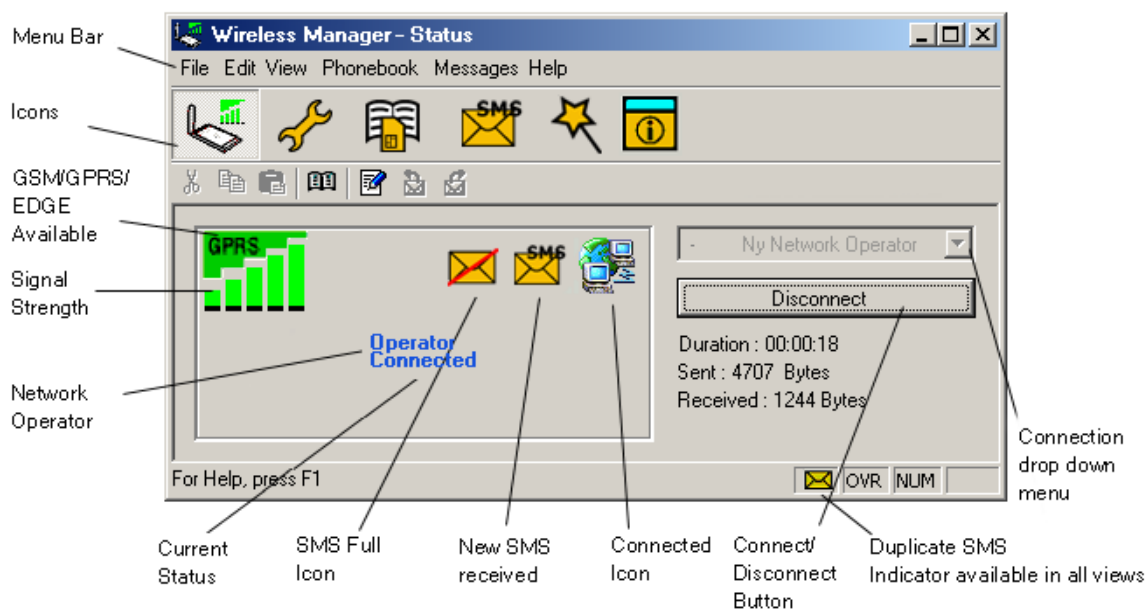 Menu Bar
Wireless Manager - Status
File Edit View Phonebook Messages Help
Icons
SMS
GSM/GPRS/
EDGE
Available
GPRS
SMS
- Ny Network Operator
Signal
Strength
Disconnect
Operator
Connected
Duration : 00:00:18
Sent : 4707 Bytes
Received : 1244 Bytes
Network
Operator
Connection
drop down
menu
For Help, press F1
OVR NUM
Current
Status
SMS Full
Icon
New SMS
received
Connected
Icon
Connect/
Disconnect
Button
Duplicate SMS
Indicator available in all views